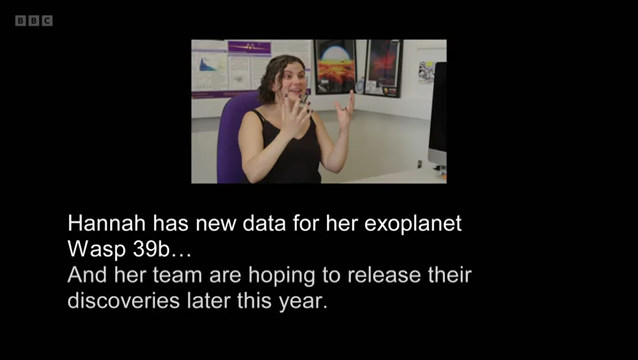 BBC
Hannah has new data for her exoplanet
Wasp 39b…
And her team are hoping to release their
discoveries later this year.